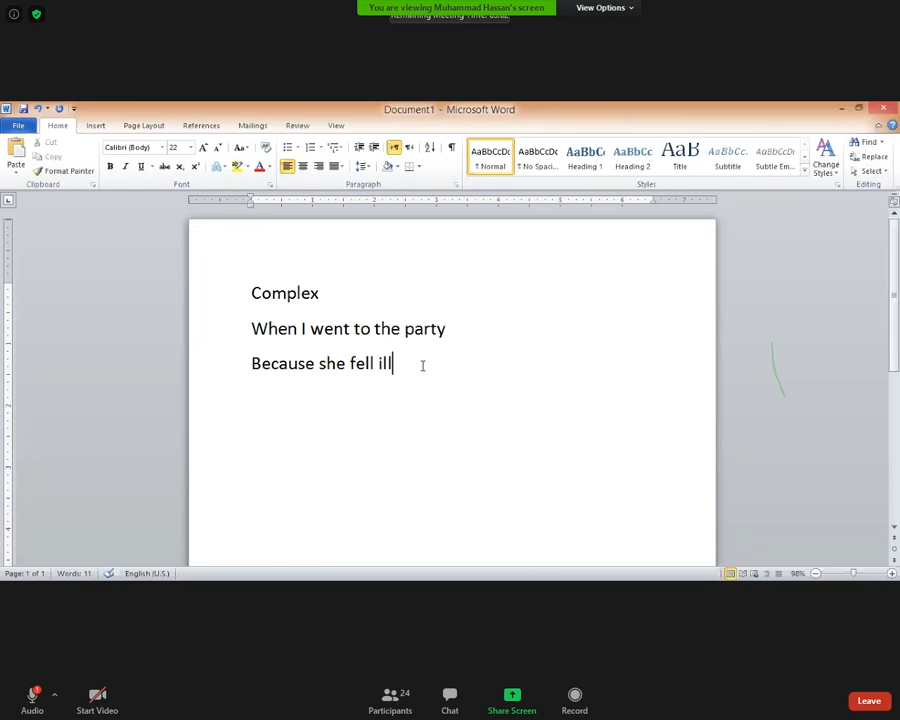 You are viewing Muhammad Hassan's screen
View Options
Document1 - Microsoft Word
File Home Insert Page Layout References Mailings Review View
Paste
Cut
Copy
Format Painter
Clipboard
Calibri (Body) 22
Font
Paragraph
AaBbCcDc
¶ Normal
AaBbCcDc
¶ No Spaci...
AaBbCc
Heading 1
AaBbCc
Heading 2
AaB
Title
AaBbCc.
Subtitle
AaBbCcDc
Subtle Em...
Change Styles
Styles
Find
Replace
Select
Editing
Complex
When I went to the party
Because she fell ill
Page: 1 of 1 Words: 11 English (U.S.) 98%
Audio
Start Video
24
Participants
Chat
Share Screen
Record
Leave